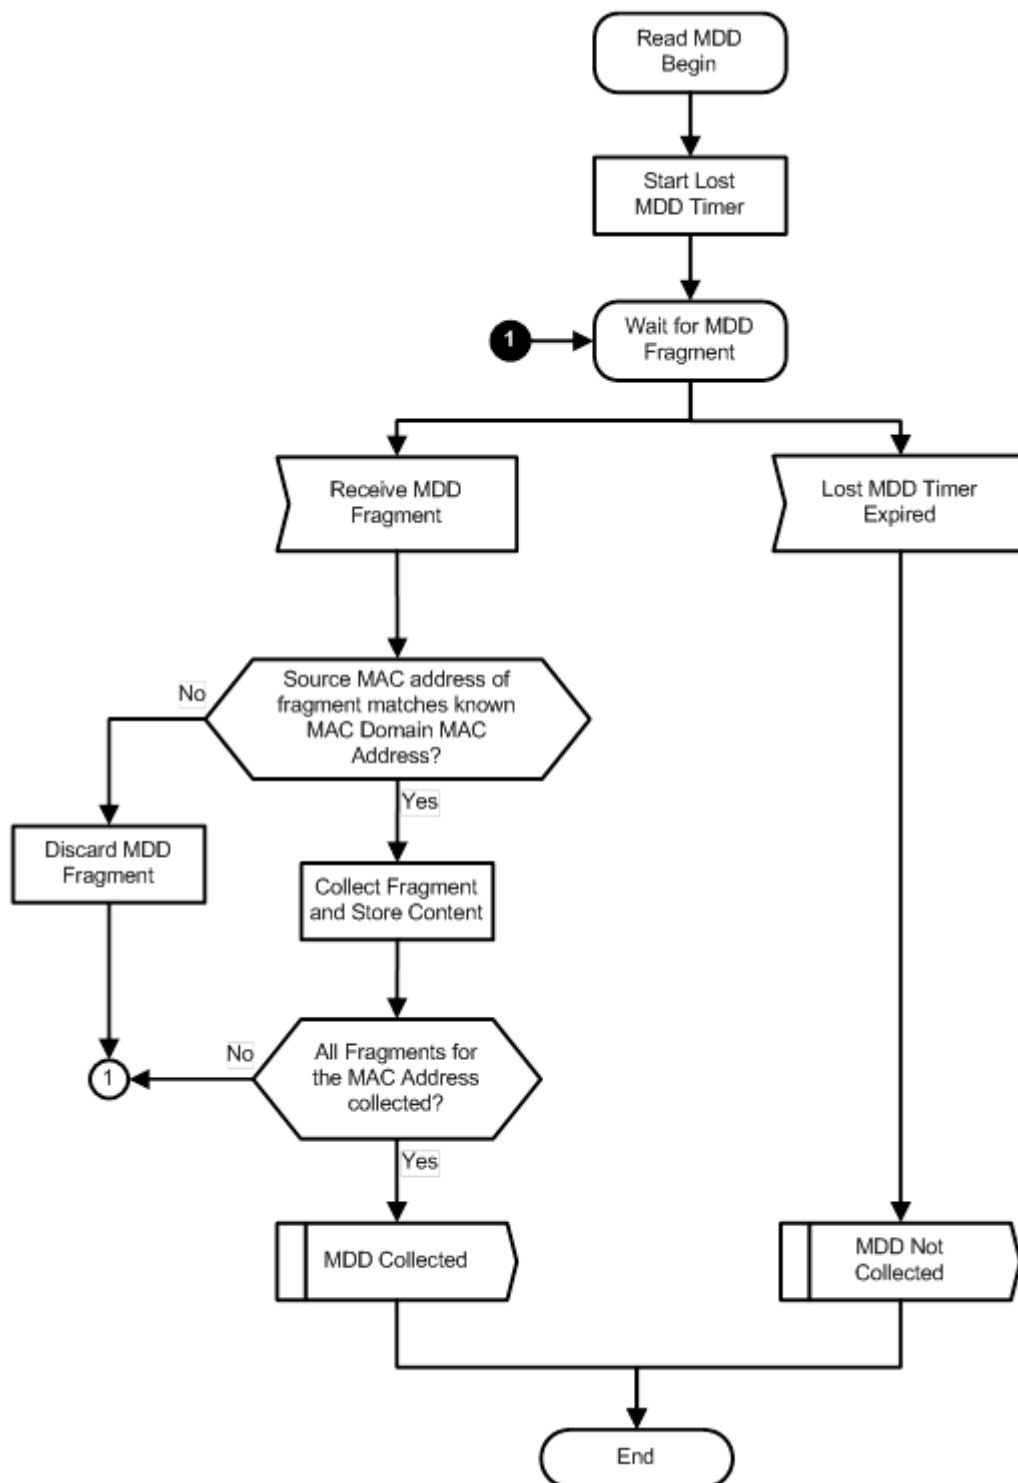 Read MDD
Begin
Start Lost
MDD Timer
1
Wait for MDD
Fragment
Receive MDD
Fragment
Lost MDD Timer
Expired
No
Source MAC address of
fragment matches known
MAC Domain MAC
Address?
Yes
Discard MDD
Fragment
Collect Fragment
and Store Content
1
No
All Fragments for
the MAC Address
collected?
Yes
MDD Collected
MDD Not
Collected
End